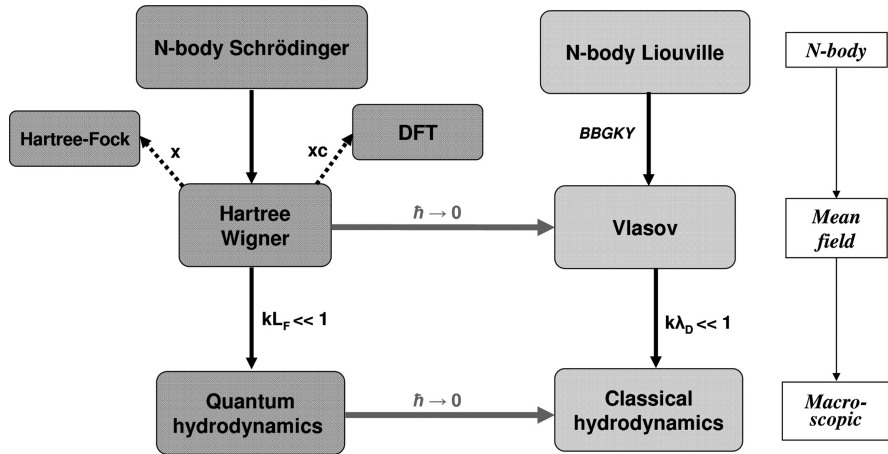 N-body Schrödinger
N-body Liouville
N-body
Hartree-Fock
x
xc
DFT
BBGKY
Hartree
Wigner
ħ → 0
Vlasov
Mean
field
kL_F << 1
kλ_D << 1
Quantum
hydrodynamics
ħ → 0
Classical
hydrodynamics
Macro-
scopic